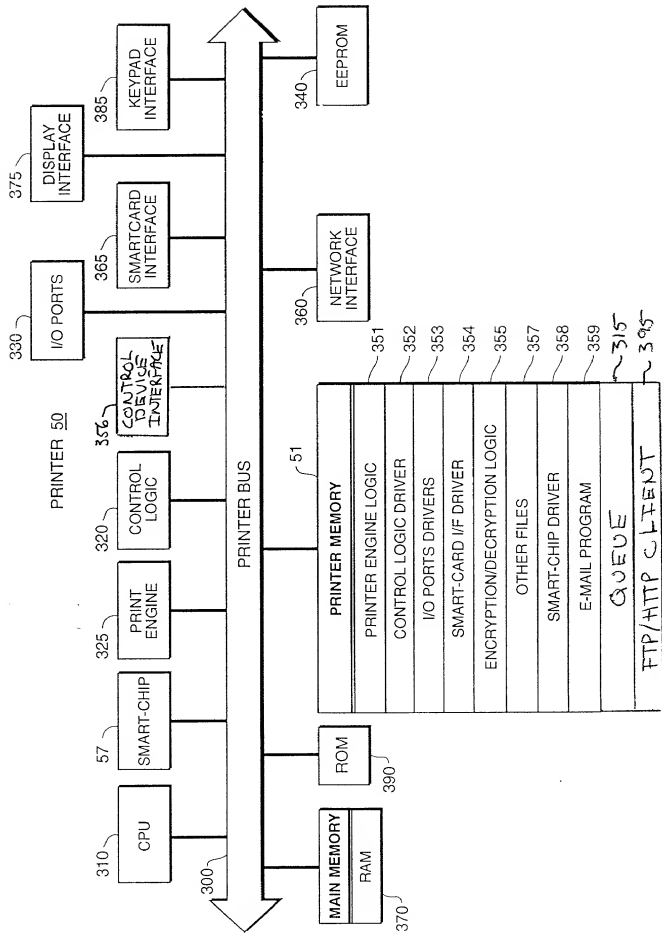 PRINTER 50
310
CPU
57
SMART-CHIP
325
PRINT
ENGINE
320
CONTROL
LOGIC
356
CONTROL
DEVICE
INTERFACE
330
I/O PORTS
365
SMARTCARD
INTERFACE
375
DISPLAY
INTERFACE
385
KEYPAD
INTERFACE
300
PRINTER BUS
MAIN MEMORY
RAM
370
ROM
390
51
PRINTER MEMORY
PRINTER ENGINE LOGIC 351
CONTROL LOGIC DRIVER 352
I/O PORTS DRIVERS 353
SMART-CARD I/F DRIVER 354
ENCRYPTION/DECRYPTION LOGIC 355
OTHER FILES 357
SMART-CHIP DRIVER 358
E-MAIL PROGRAM 359
QUEUE 315
FTP/HTTP CLIENT 395
360
NETWORK
INTERFACE
340
EEPROM